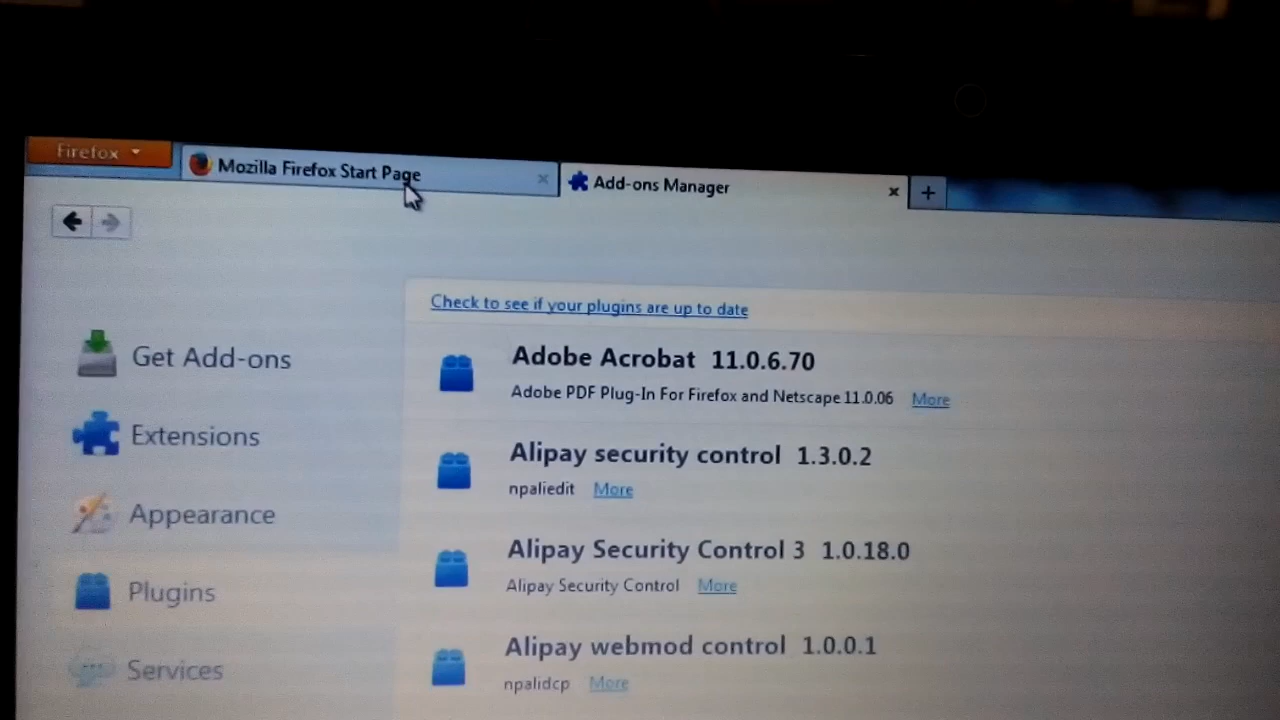 Firefox
Mozilla Firefox Start Page
Add-ons Manager
Check to see if your plugins are up to date
Get Add-ons
Extensions
Appearance
Plugins
Services
Adobe Acrobat 11.0.6.70
Adobe PDF Plug-In For Firefox and Netscape 11.0.06 More
Alipay security control 1.3.0.2
npaliedit More
Alipay Security Control 3 1.0.18.0
Alipay Security Control More
Alipay webmod control 1.0.0.1
npalidcp More